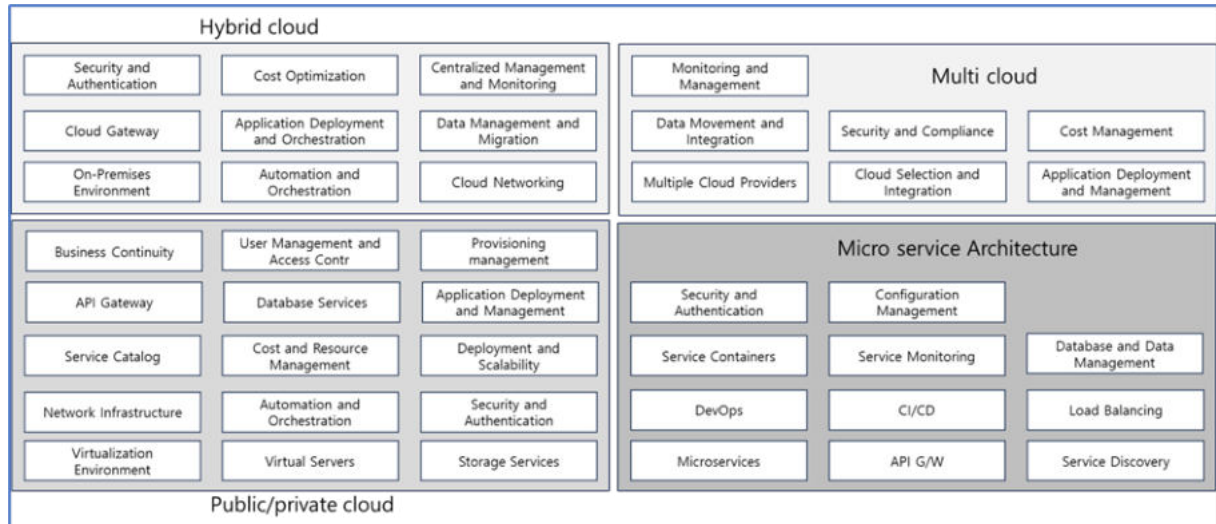 Hybrid cloud
Security and
Authentication
Cost Optimization
Centralized Management
and Monitoring
Cloud Gateway
Application Deployment
and Orchestration
Data Management and
Migration
On-Premises
Environment
Automation and
Orchestration
Cloud Networking
Multi cloud
Monitoring and
Management
Data Movement and
Integration
Security and Compliance
Cost Management
Multiple Cloud Providers
Cloud Selection and
Integration
Application Deployment
and Management
Business Continuity
User Management and
Access Contr
Provisioning
management
API Gateway
Database Services
Application Deployment
and Management
Service Catalog
Cost and Resource
Management
Deployment and
Scalability
Network Infrastructure
Automation and
Orchestration
Security and
Authentication
Virtualization
Environment
Virtual Servers
Storage Services
Public/private cloud
Micro service Architecture
Security and
Authentication
Configuration
Management
Service Containers
Service Monitoring
Database and Data
Management
DevOps
CI/CD
Load Balancing
Microservices
API G/W
Service Discovery